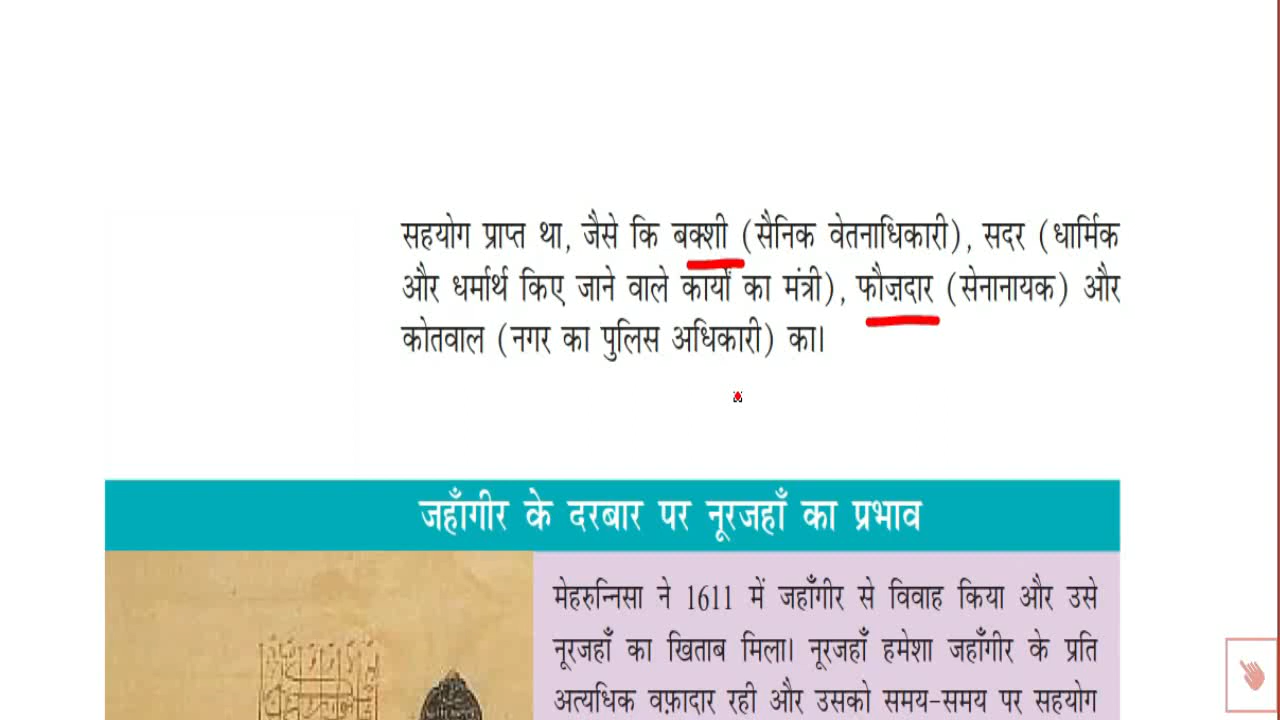 सहयोग प्राप्त था, जैसे कि बक्शी (सैनिक वेतनाधिकारी), सदर (धार्मिक
और धर्मार्थ किए जाने वाले कार्यों का मंत्री), फौज़दार (सेनानायक) और
कोतवाल (नगर का पुलिस अधिकारी) का।
जहाँगीर के दरबार पर नूरजहाँ का प्रभाव
मेहरुन्निसा ने 1611 में जहाँगीर से विवाह किया और उसे
नूरजहाँ का खिताब मिला। नूरजहाँ हमेशा जहाँगीर के प्रति
अत्यधिक वफ़ादार रही और उसको समय-समय पर सहयोग